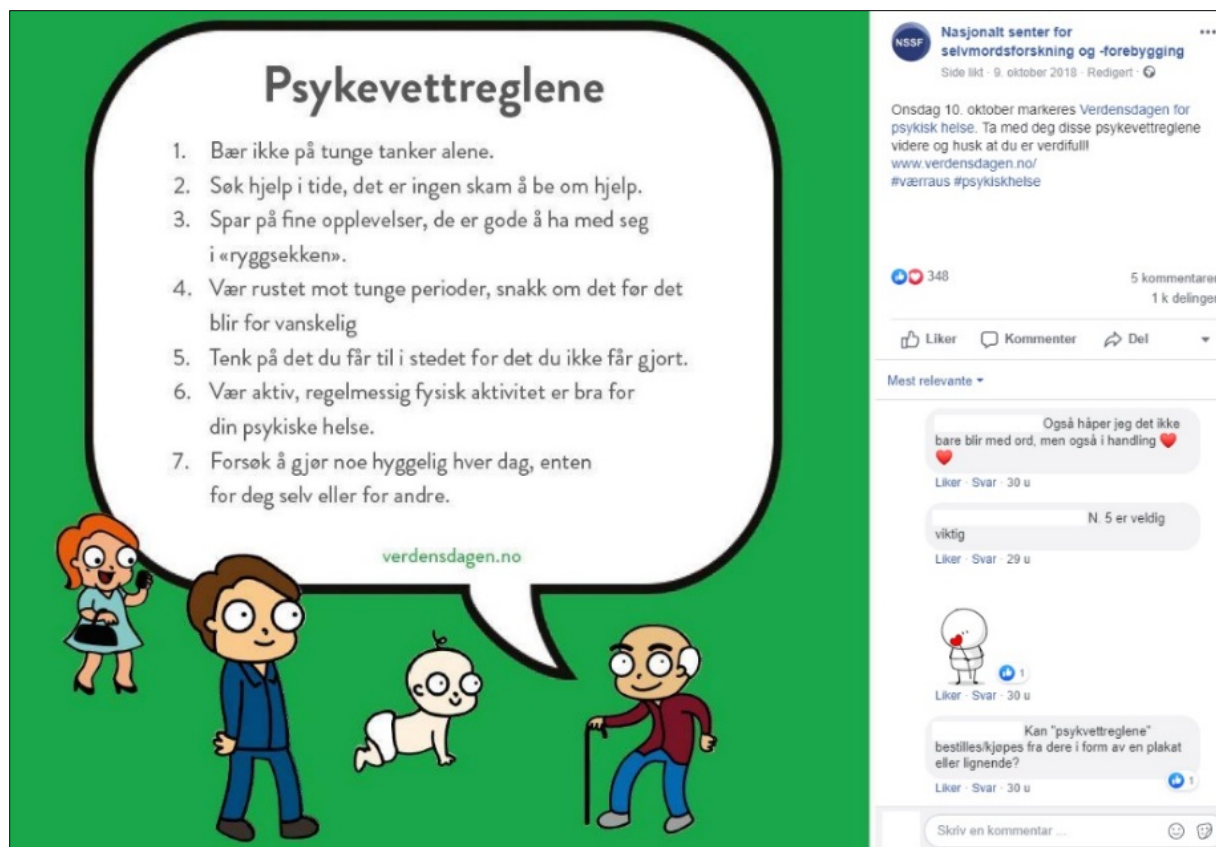 Psykevettreglene
1. Bær ikke på tunge tanker alene.
2. Søk hjelp i tide, det er ingen skam å be om hjelp.
3. Spar på fine opplevelser, de er gode å ha med seg
i «ryggsekken».
4. Vær rustet mot tunge perioder, snakk om det før det
blir for vanskelig
5. Tenk på det du får til i stedet for det du ikke får gjort.
6. Vær aktiv, regelmessig fysisk aktivitet er bra for
din psykiske helse.
7. Forsøk å gjør noe hyggelig hver dag, enten
for deg selv eller for andre.
verdensdagen.no
NSSF
Nasjonalt senter for
selvmordsforskning og -forebygging
Side likt · 9. oktober 2018 · Redigert ·
Onsdag 10. oktober markeres Verdensdagen for
psykisk helse. Ta med deg disse psykevettreglene
videre og husk at du er verdifull!
www.verdensdagen.no/
#værraus #psykiskhelse
348
5 kommentarer
1 k delinger
Liker Kommenter Del
Mest relevante
Også håper jeg det ikke
bare blir med ord, men også i handling
Liker · Svar · 30 u
N. 5 er veldig
viktig
Liker · Svar · 29 u
1
Liker · Svar · 30 u
Kan "psykvettreglene"
bestilles/kjøpes fra dere i form av en plakat
eller lignende?
1
Liker · Svar · 30 u
Skriv en kommentar ...